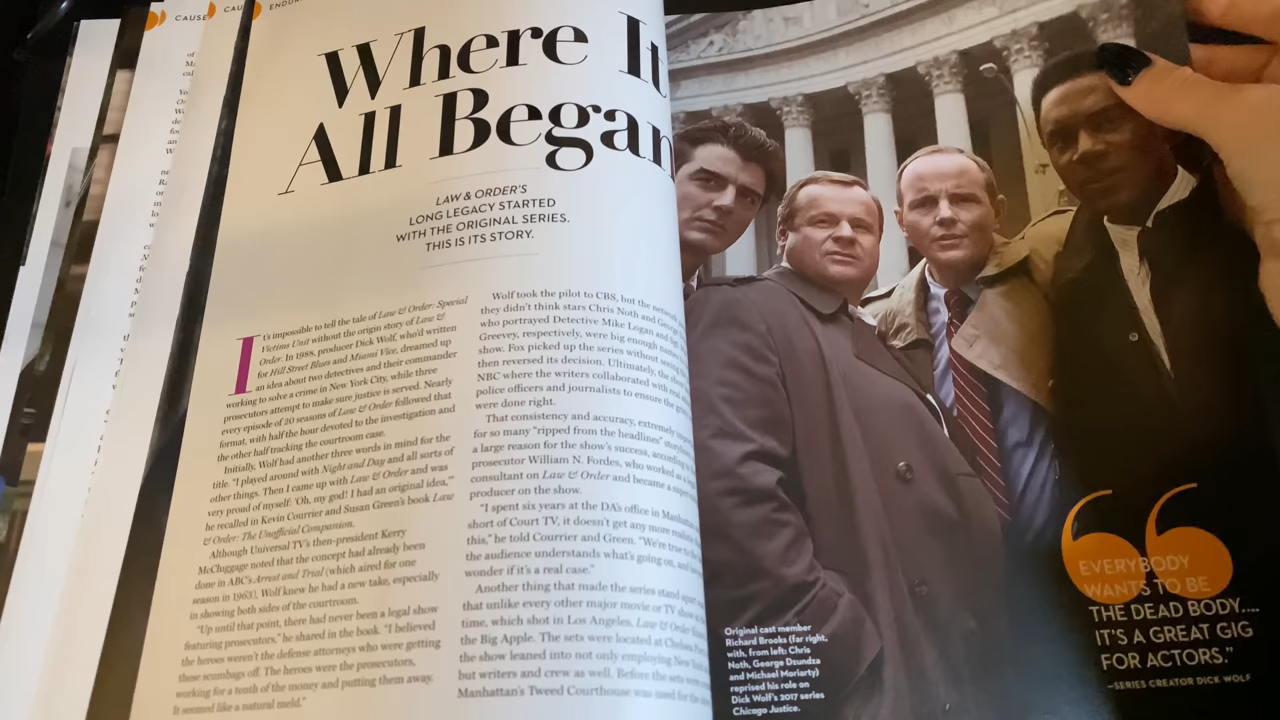 CAUSE
CAU
Where It
All Began
LAW & ORDER'S
LONG LEGACY STARTED
WITH THE ORIGINAL SERIES.
THIS IS ITS STORY.
It's impossible to tell the tale of Law & Order: Special
Victims Unit without the origin story of Law &
Order. In 1988, producer Dick Wolf, who'd written
for Hill Street Blues and Miami Vice, dreamed up
an idea about two detectives and their commander
working to solve a crime in New York City, while three
prosecutors attempt to make sure justice is served. Nearly
every episode of 20 seasons of Law & Order followed that
format, with half the hour devoted to the investigation and
the other half tracking the courtroom case.
Initially, Wolf had another three words in mind for the
title. "I played around with Night and Day and all sorts of
other things. Then I came up with Law & Order and was
very proud of myself: 'Oh, my god! I had an original idea,'"
he recalled in Kevin Courrier and Susan Green's book Law
& Order: The Unofficial Companion.
Although Universal TV's then-president Kerry
McCluggage noted that the concept had already been
done in ABC's Arrest and Trial (which aired for one
season in 1963), Wolf knew he had a new take, especially
in showing both sides of the courtroom.
"Up until that point, there had never been a legal show
featuring prosecutors," he shared in the book. "I believed
the heroes weren't the defense attorneys who were getting
these scumbags off. The heroes were the prosecutors,
working for a tenth of the money and putting them away.
It seemed like a natural meld."
Wolf took the pilot to CBS, but the network
they didn't think stars Chris Noth and George
who portrayed Detective Mike Logan and
Greevey, respectively, were big enough names
show. Fox picked up the series without seeing
then reversed its decision. Ultimately, the
NBC where the writers collaborated with real
police officers and journalists to ensure the
were done right.
That consistency and accuracy, extremely
for so many "ripped from the headlines"
a large reason for the show's success, according
prosecutor William N. Fordes, who worked as a
consultant on Law & Order and became a
producer on the show.
"I spent six years at the DA's office in Manhattan
short of Court TV, it doesn't get any more realistic
this," he told Courrier and Green. "We're true to
the audience understands what's going on, and
wonder if it's a real case."
Another thing that made the series stand apart
that unlike every other major movie or TV show
time, which shot in Los Angeles, Law & Order
the Big Apple. The sets were located at Chelsea
the show leaned into not only employing New York
but writers and crew as well. Before the sets were
Manhattan's Tweed Courthouse was used for the
Original cast member
Richard Brooks (far right,
with, from left: Chris
Noth, George Dzundza
and Michael Moriarty)
reprised his role on
Dick Wolf's 2017 series
Chicago Justice.
EVERYBODY
WANTS TO BE
THE DEAD BODY....
IT'S A GREAT GIG
FOR ACTORS."
—SERIES CREATOR DICK WOLF